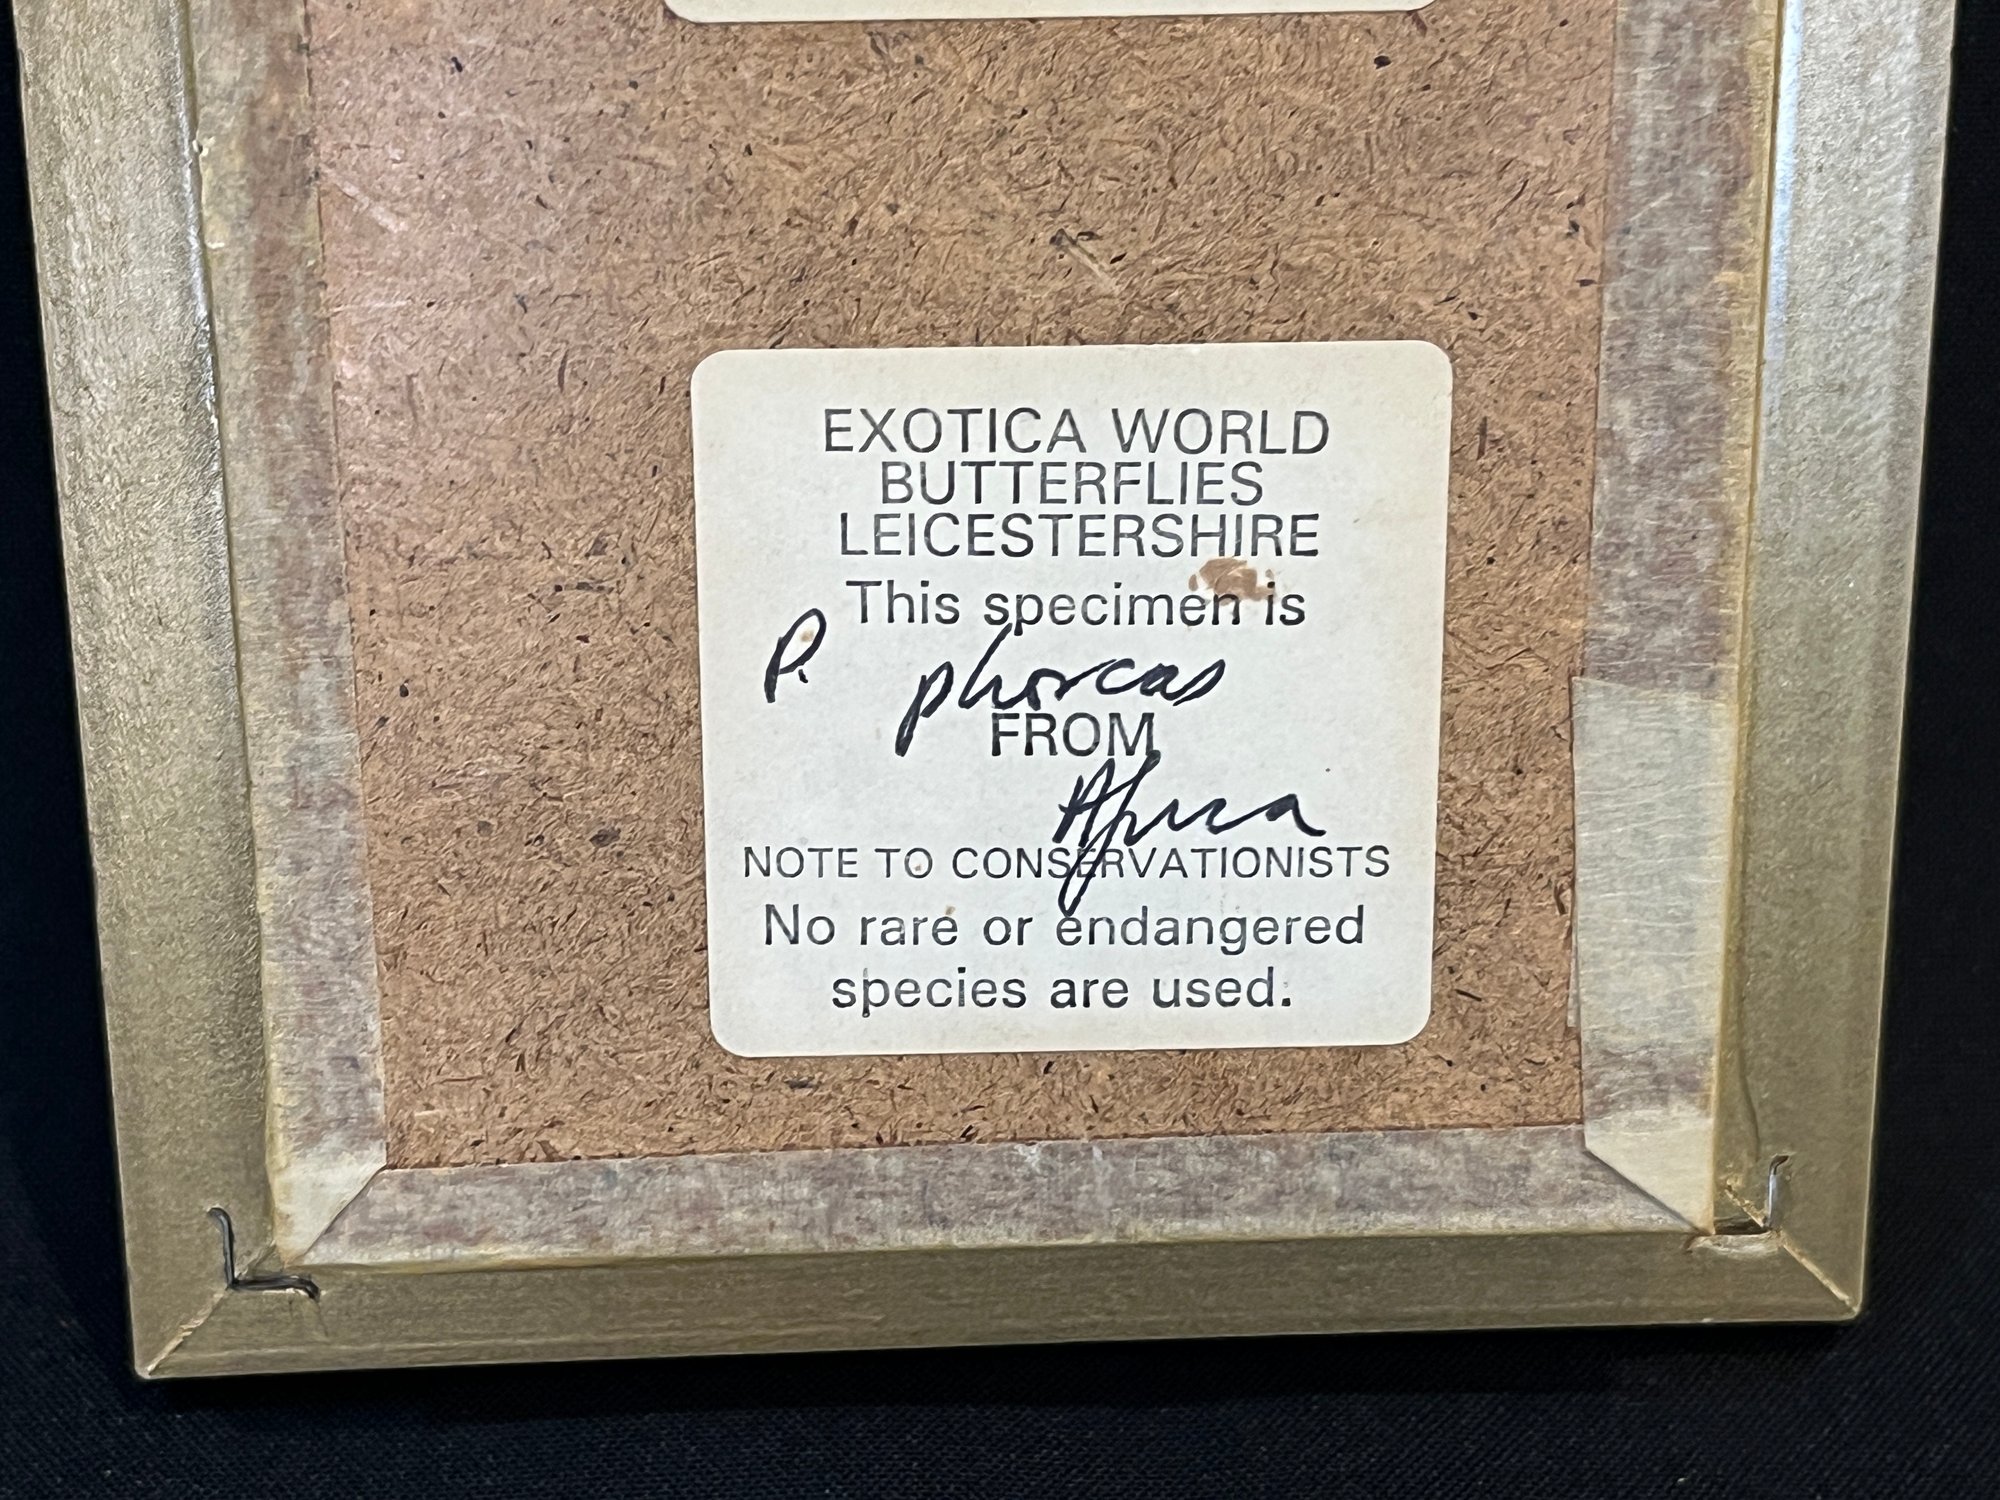 EXOTICA WORLD
BUTTERFLIES
LEICESTERSHIRE
This specimen is
P. phorcas
FROM
Africa
NOTE TO CONSERVATIONISTS
No rare or endangered
species are used.